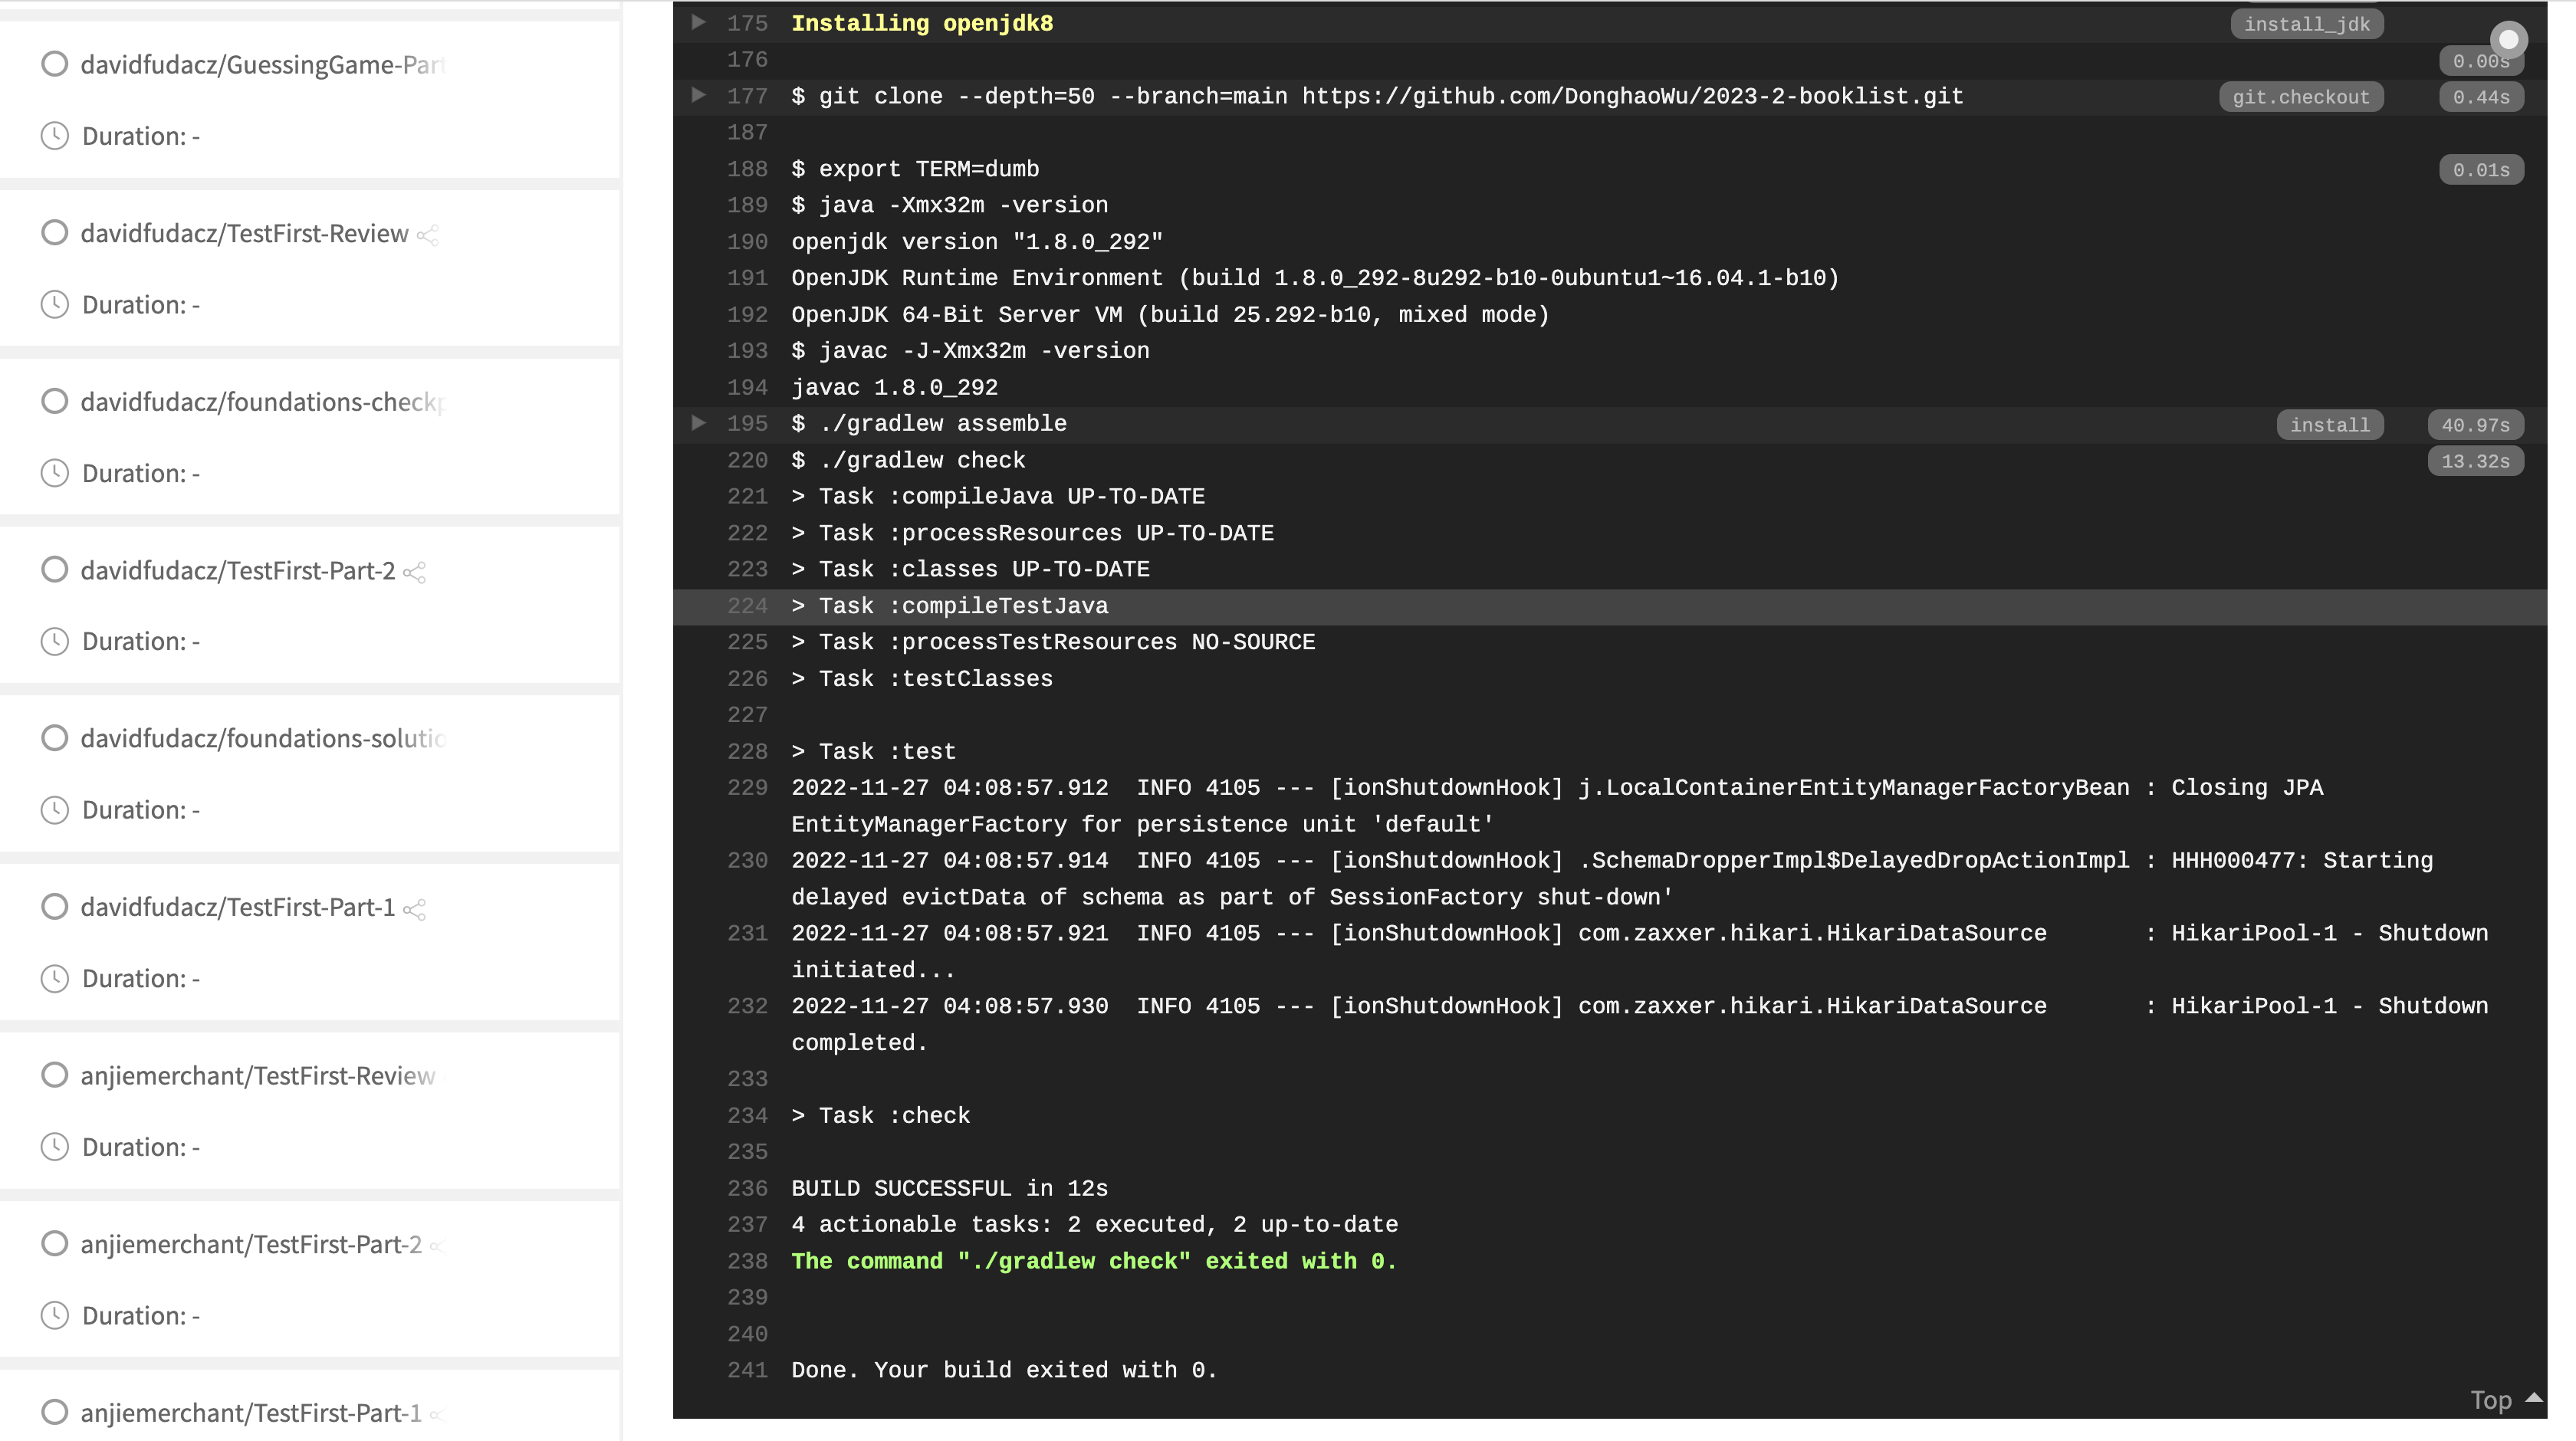 davidfudacz/GuessingGame-Part
Duration: -
davidfudacz/TestFirst-Review
Duration: -
davidfudacz/foundations-checkp
Duration: -
davidfudacz/TestFirst-Part-2
Duration: -
davidfudacz/foundations-solutio
Duration: -
davidfudacz/TestFirst-Part-1
Duration: -
anjiemerchant/TestFirst-Review
Duration: -
anjiemerchant/TestFirst-Part-2
Duration: -
anjiemerchant/TestFirst-Part-1
175 Installing openjdk8 install_jdk
176 0.00s
177 $ git clone --depth=50 --branch=main https://github.com/DonghaoWu/2023-2-booklist.git git.checkout 0.44s
187
188 $ export TERM=dumb 0.01s
189 $ java -Xmx32m -version
190 openjdk version "1.8.0_292"
191 OpenJDK Runtime Environment (build 1.8.0_292-8u292-b10-0ubuntu1~16.04.1-b10)
192 OpenJDK 64-Bit Server VM (build 25.292-b10, mixed mode)
193 $ javac -J-Xmx32m -version
194 javac 1.8.0_292
195 $ ./gradlew assemble install 40.97s
220 $ ./gradlew check 13.32s
221 > Task :compileJava UP-TO-DATE
222 > Task :processResources UP-TO-DATE
223 > Task :classes UP-TO-DATE
224 > Task :compileTestJava
225 > Task :processTestResources NO-SOURCE
226 > Task :testClasses
227
228 > Task :test
229 2022-11-27 04:08:57.912  INFO 4105 --- [ionShutdownHook] j.LocalContainerEntityManagerFactoryBean : Closing JPA
EntityManagerFactory for persistence unit 'default'
230 2022-11-27 04:08:57.914  INFO 4105 --- [ionShutdownHook] .SchemaDropperImpl$DelayedDropActionImpl : HHH000477: Starting
delayed evictData of schema as part of SessionFactory shut-down'
231 2022-11-27 04:08:57.921  INFO 4105 --- [ionShutdownHook] com.zaxxer.hikari.HikariDataSource       : HikariPool-1 - Shutdown
initiated...
232 2022-11-27 04:08:57.930  INFO 4105 --- [ionShutdownHook] com.zaxxer.hikari.HikariDataSource       : HikariPool-1 - Shutdown
completed.
233
234 > Task :check
235
236 BUILD SUCCESSFUL in 12s
237 4 actionable tasks: 2 executed, 2 up-to-date
238 The command "./gradlew check" exited with 0.
239
240
241 Done. Your build exited with 0.
Top